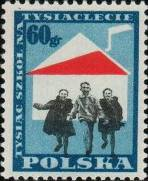 TYSIĄC SZKÓŁ NA
TYSIĄCLECIE
60gr
POLSKA